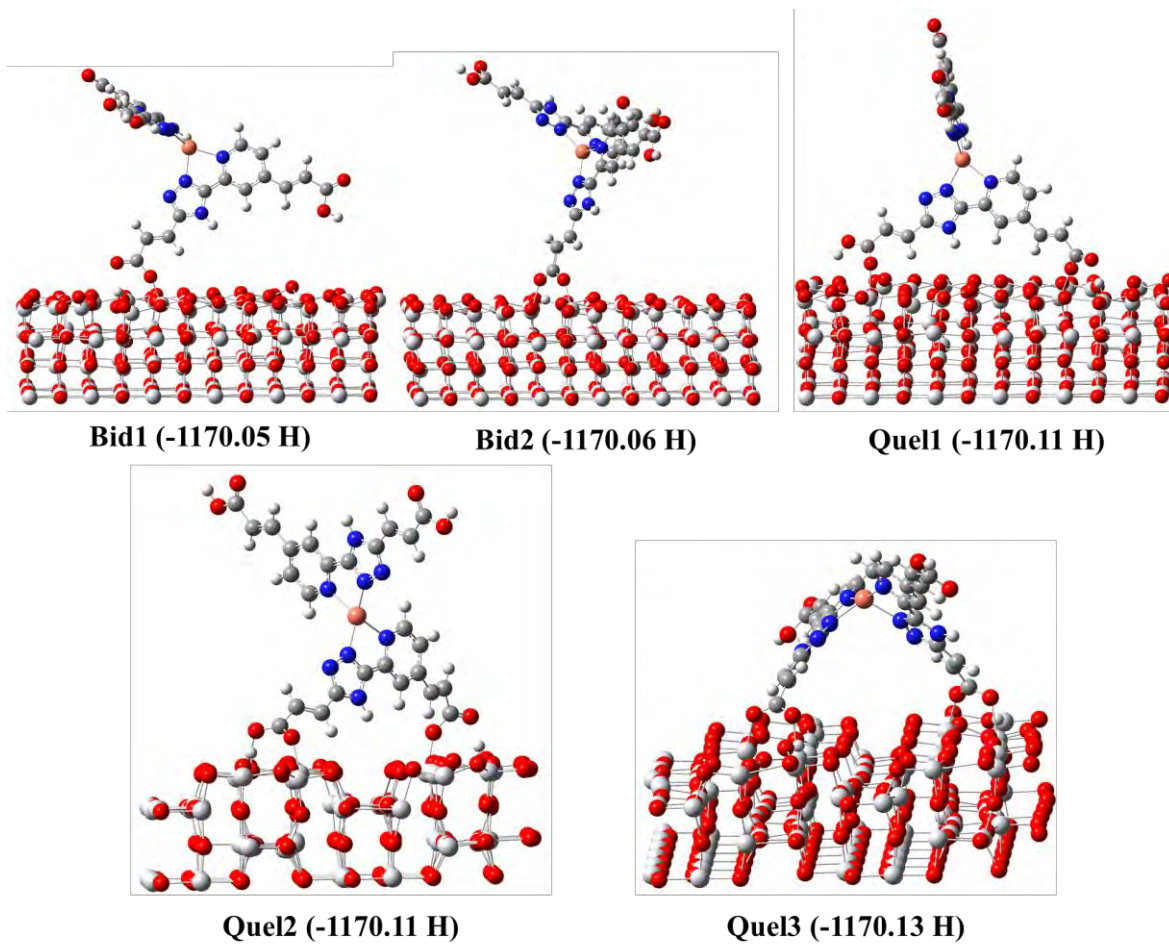 Bid1 (-1170.05 H)
Bid2 (-1170.06 H)
Quel1 (-1170.11 H)
Quel2 (-1170.11 H)
Quel3 (-1170.13 H)